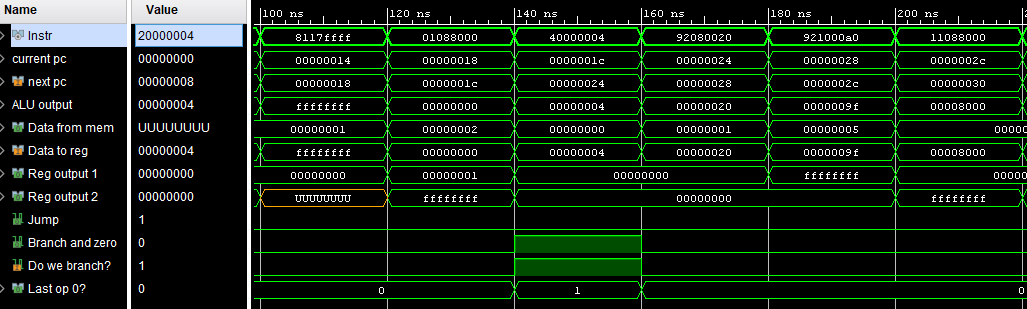 Name Value 100 ns 120 ns 140 ns 160 ns 180 ns 200 ns
Instr 20000004 8117ffff 01088000 40000004 92080020 921000a0 11088000
current pc 00000000 00000014 00000018 0000001c 00000024 00000028 0000002c
next pc 00000008 00000018 0000001c 00000024 00000028 0000002c 00000030
ALU output 00000004 ffffffff 00000000 00000004 00000020 0000009f 00008000
Data from mem UUUUUUUU 00000001 00000002 00000000 00000001 00000005 0000
Data to reg 00000004 ffffffff 00000000 00000004 00000020 0000009f 00008000
Reg output 1 00000000 00000000 00000001 00000000 ffffffff 0000
Reg output 2 00000000 UUUUUUUU ffffffff 00000000 ffffffff 0000
Jump 1
Branch and zero 0
Do we branch? 1
Last op 0? 0 0 1 0